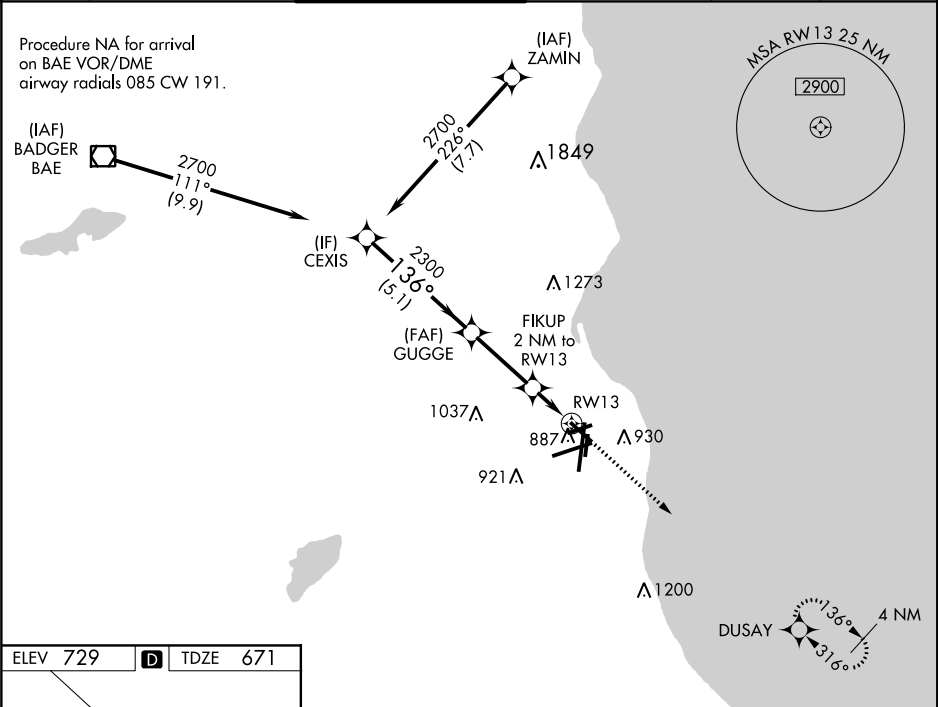 Procedure NA for arrival
on BAE VOR/DME
airway radials 085 CW 191.
(IAF)
ZAMIN
MSA RW13 25 NM
2900
(IAF)
BADGER
BAE
2700
111°
(9.9)
2700
226°
(7.7)
1849
(IF)
CEXIS
2300
136°
(5.1)
1273
(FAF)
GUGGE
FIKUP
2 NM to
RW13
1037
RW13
887
930
921
1200
DUSAY
136°
4 NM
316°
ELEV 729 D TDZE 671